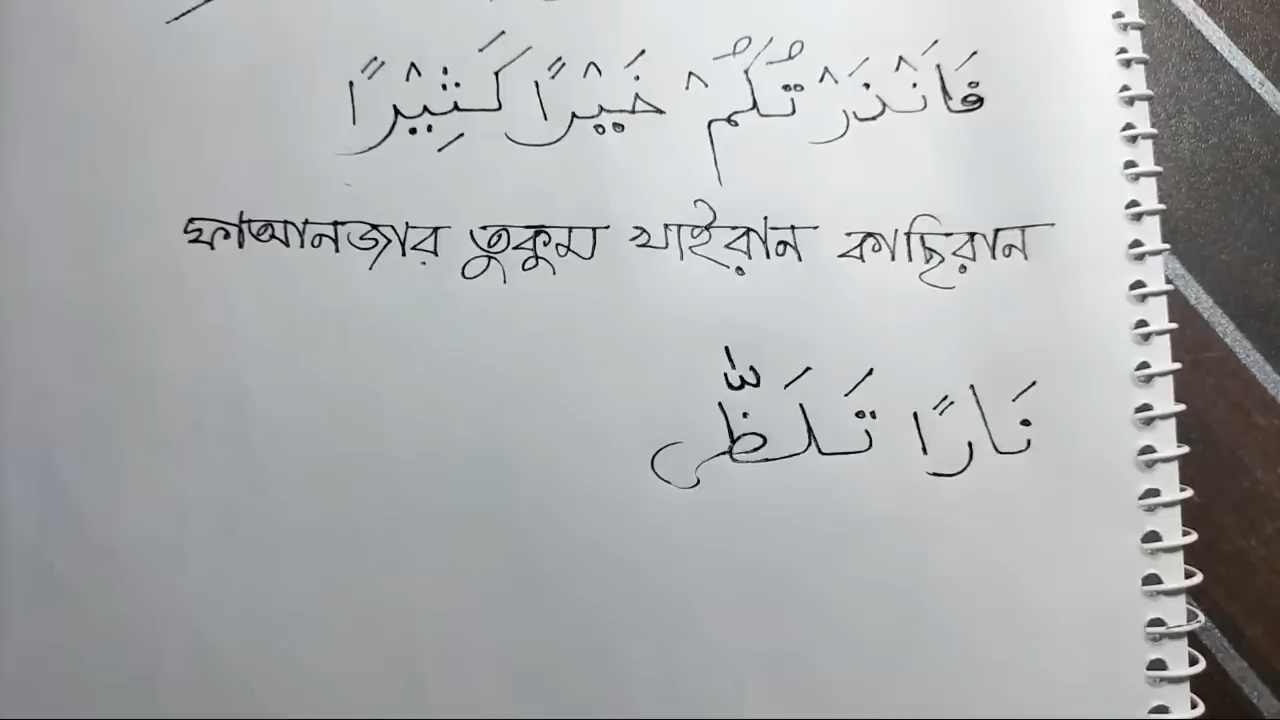 فَاَنْذَرْ تُكُمْ خَيْرًا كَثِيْرًا
ফাআনজার তুকুম খাইরান কাছিরান
نَارًا تَلَظّٰى